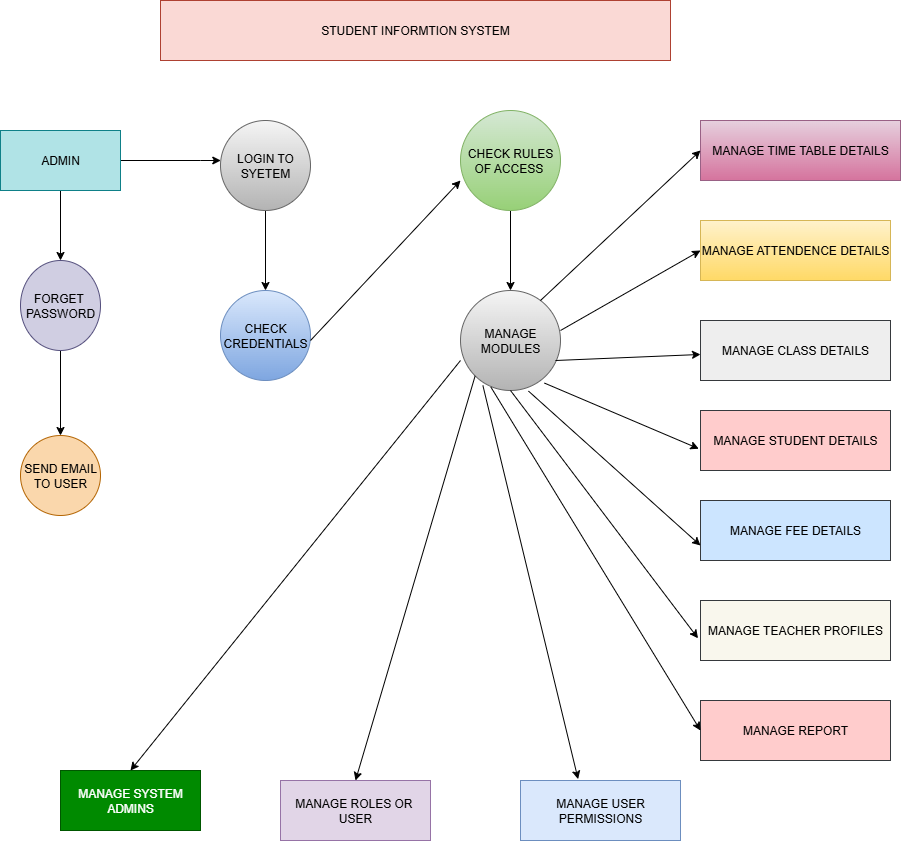 STUDENT INFORMTION SYSTEM
ADMIN
LOGIN TO
SYETEM
CHECK RULES
OF ACCESS
MANAGE TIME TABLE DETAILS
MANAGE ATTENDENCE DETAILS
FORGET
PASSWORD
CHECK
CREDENTIALS
MANAGE
MODULES
MANAGE CLASS DETAILS
MANAGE STUDENT DETAILS
SEND EMAIL
TO USER
MANAGE FEE DETAILS
MANAGE TEACHER PROFILES
MANAGE REPORT
MANAGE SYSTEM
ADMINS
MANAGE ROLES OR
USER
MANAGE USER
PERMISSIONS